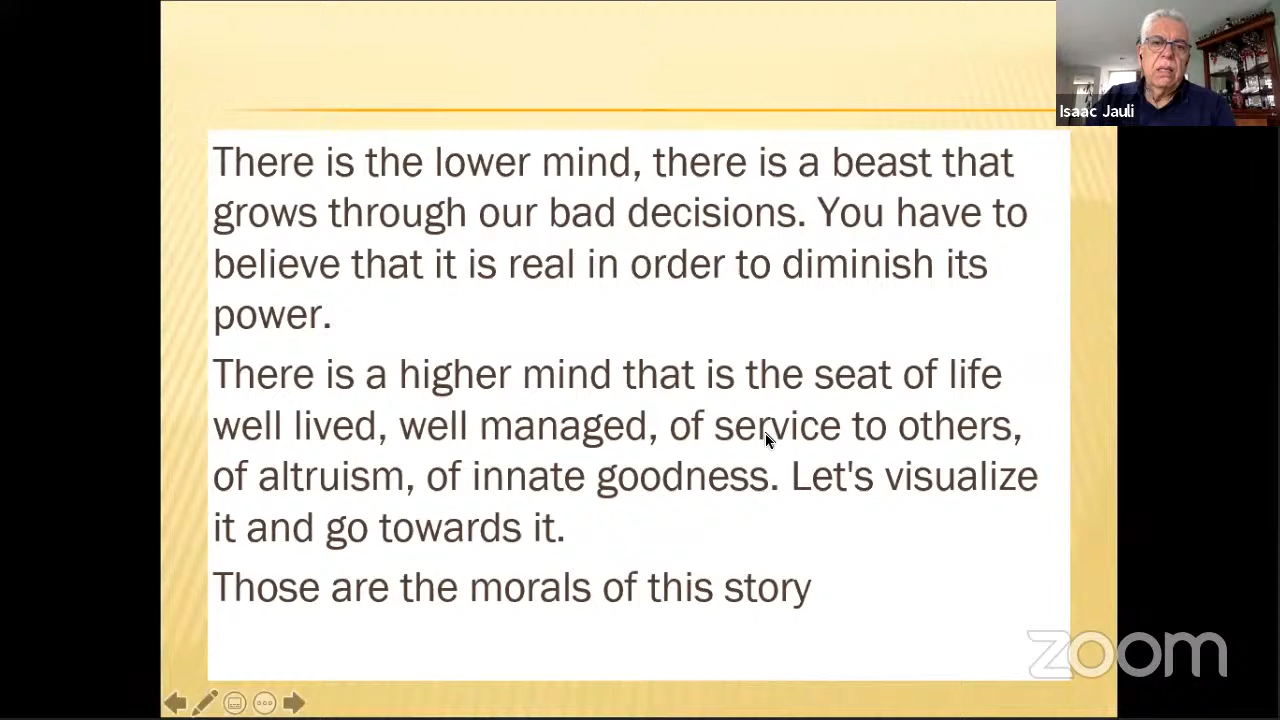 Isaac Jauli
There is the lower mind, there is a beast that
grows through our bad decisions. You have to
believe that it is real in order to diminish its
power.
There is a higher mind that is the seat of life
well lived, well managed, of service to others,
of altruism, of innate goodness. Let's visualize
it and go towards it.
Those are the morals of this story
zoom